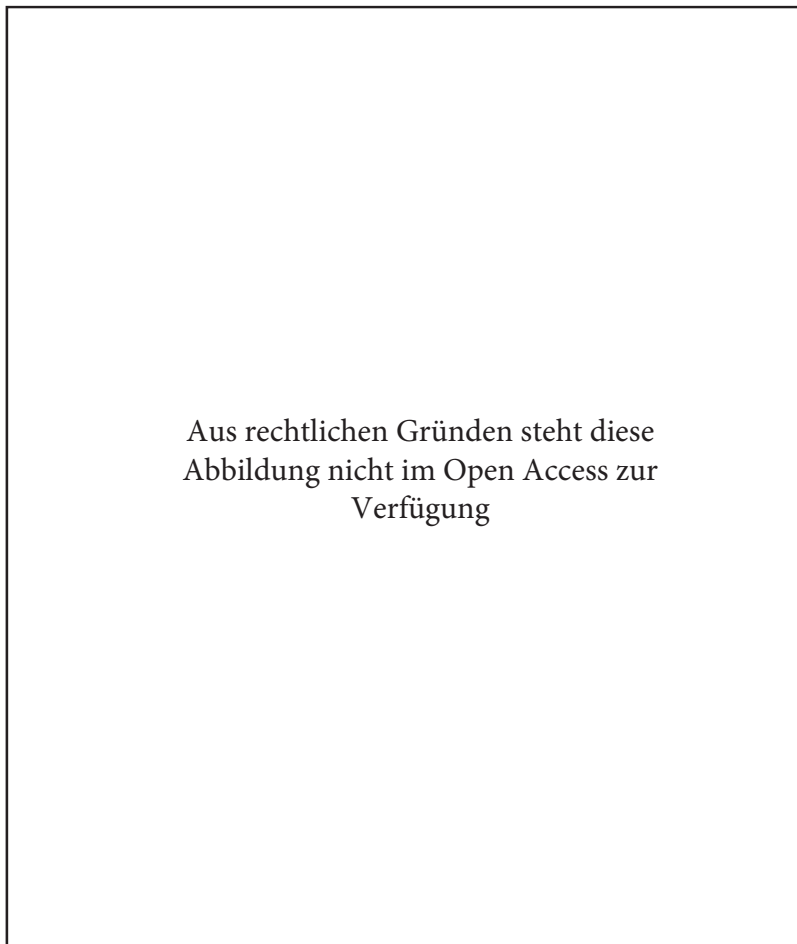 Aus rechtlichen Gründen steht diese
Abbildung nicht im Open Access zur
Verfügung